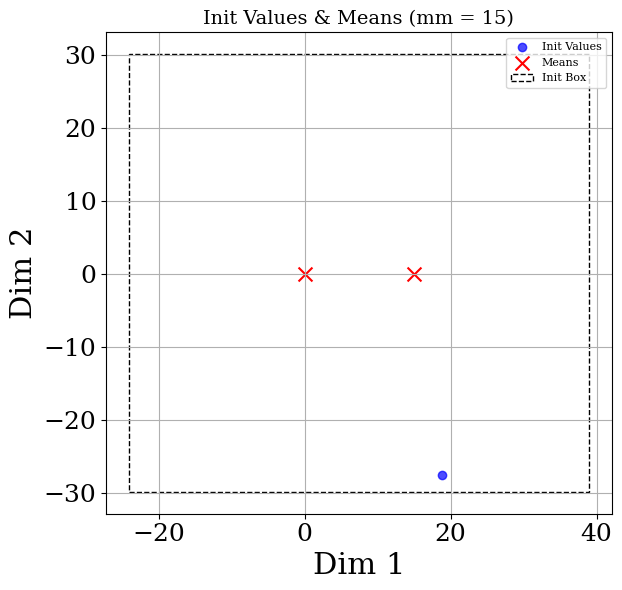 Init Values & Means (mm = 15)
Init Values
Means
Init Box
Dim 2
30
20
10
0
−10
−20
−30
−20 0 20 40
Dim 1